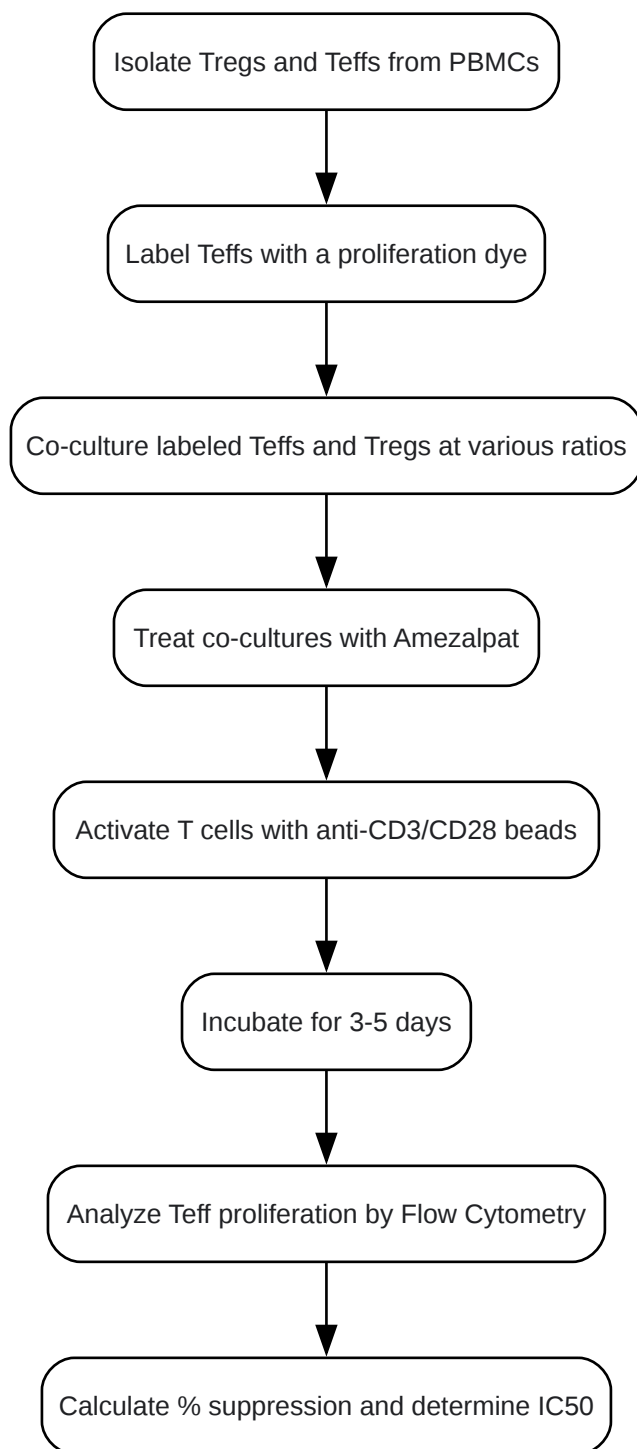 Isolate Tregs and Teffs from PBMCs
Label Teffs with a proliferation dye
Co-culture labeled Teffs and Tregs at various ratios
Treat co-cultures with Amezalpat
Activate T cells with anti-CD3/CD28 beads
Incubate for 3-5 days
Analyze Teff proliferation by Flow Cytometry
Calculate % suppression and determine IC50